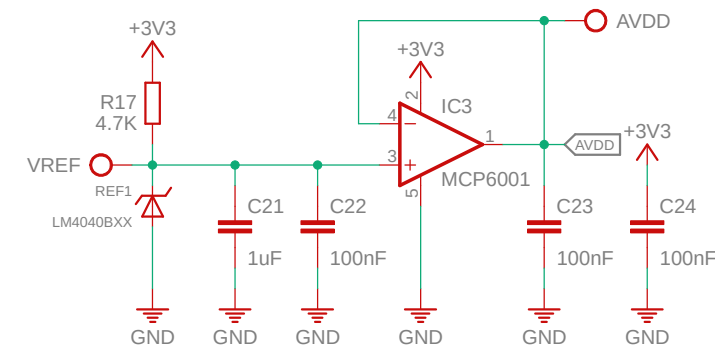 AVDD
+3V3
+3V3
2
IC3
R17
4.7K
4
1
AVDD
+3V3
VREF
3
MCP6001
REF1
5
LM4040BXX
C21
C22
C23
C24
1uF
100nF
100nF
100nF
GND
GND
GND
GND
GND
GND